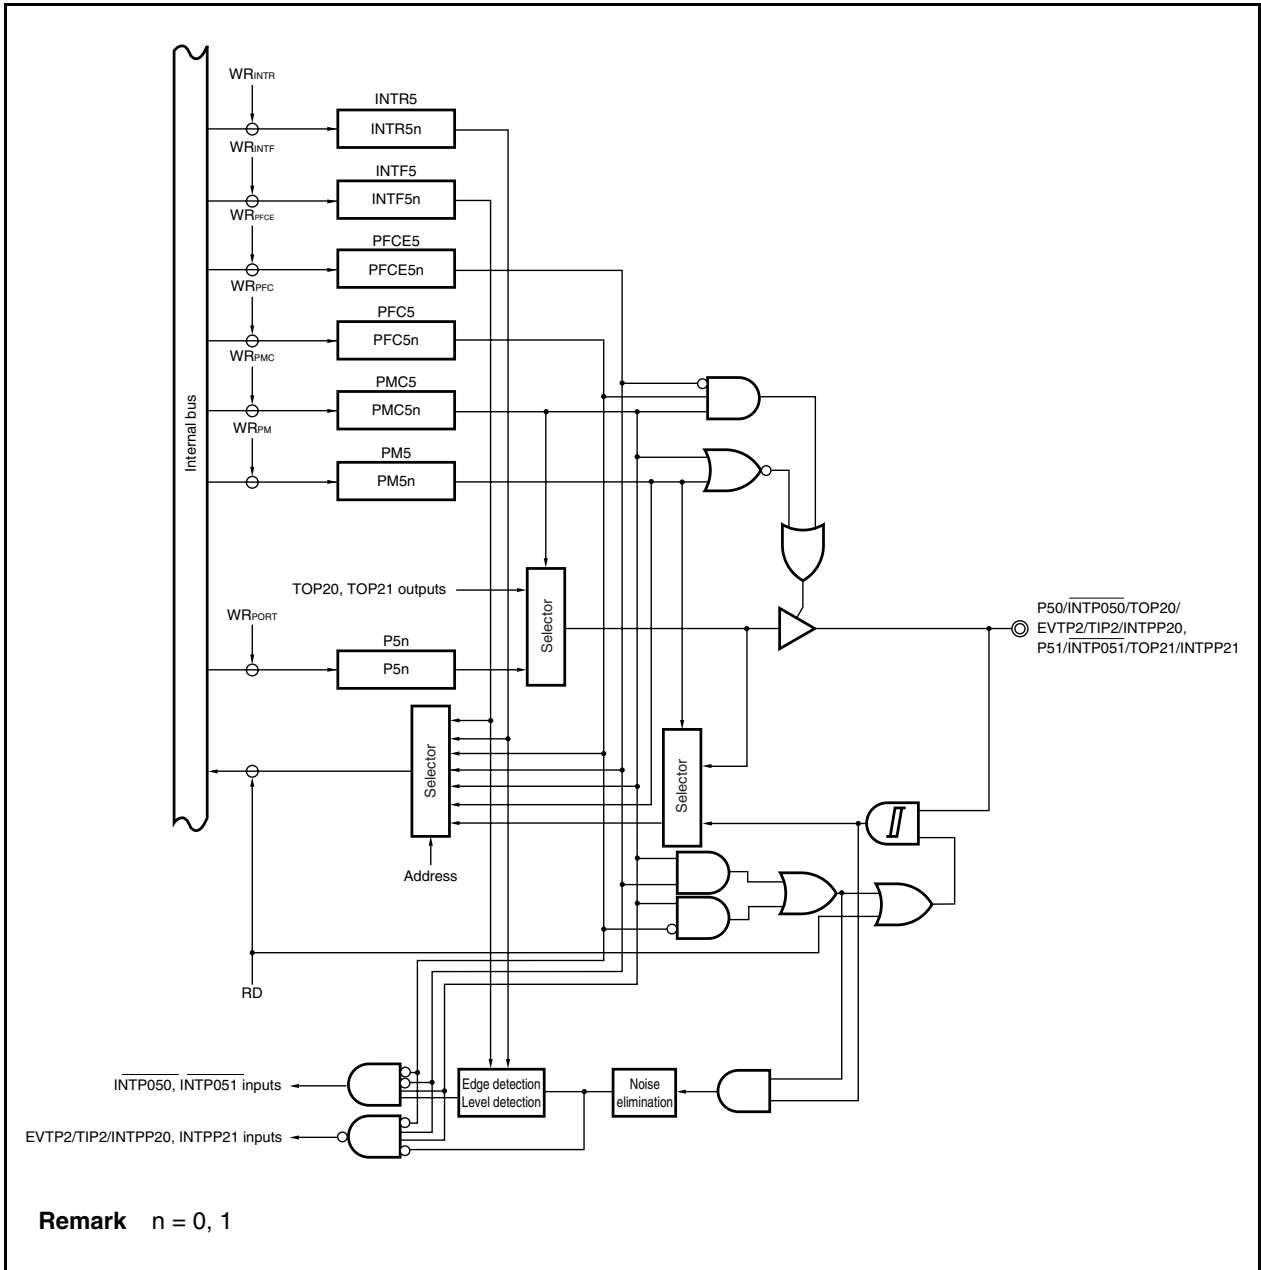 WRINTR
INTR5
INTR5n
WRINTF
INTF5
INTF5n
WRPFCE
PFCE5
PFCE5n
WRPFC
PFC5
PFC5n
WRPMC
PMC5
PMC5n
WRPM
PM5
PM5n
Internal bus
TOP20, TOP21 outputs
Selector
WRPORT
P5n
P5n
P50/INTP050/TOP20/
EVTP2/TIP2/INTPP20,
P51/INTP051/TOP21/INTPP21
Selector
Selector
Address
RD
INTP050, INTP051 inputs
Edge detection
Level detection
Noise
elimination
EVTP2/TIP2/INTPP20, INTPP21 inputs
Remark n = 0, 1